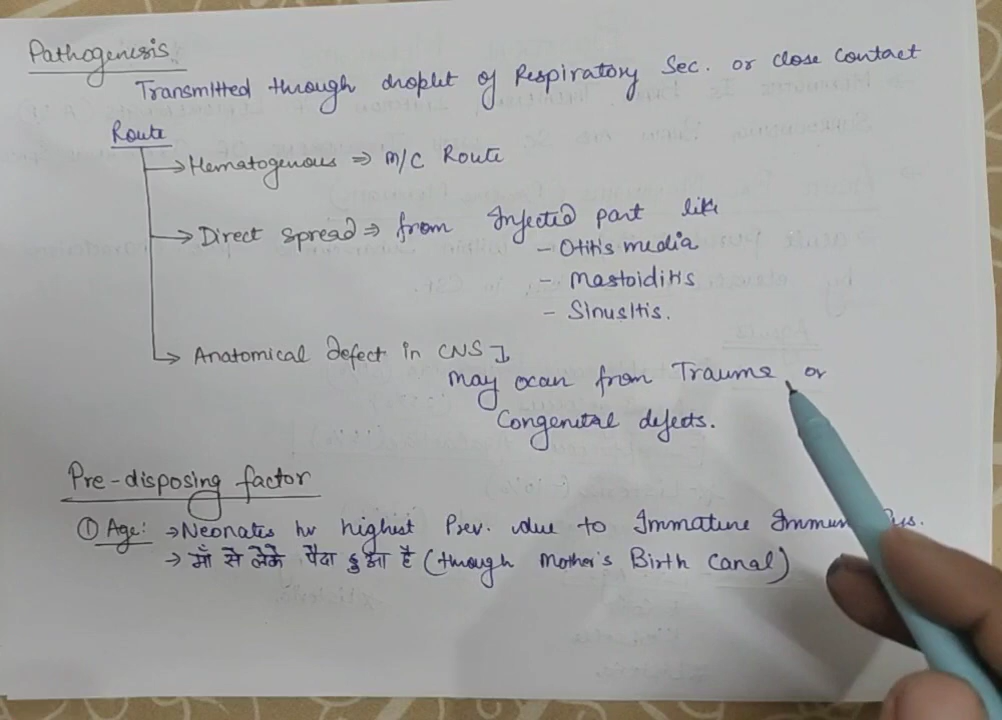 Pathogenesis.
Transmitted through droplet of Respiratory Sec. or close contact
Route
→ Hematogenous ⇒ m/c Route
→ Direct spread ⇒ from Infected part like
- Otitis media
- Mastoiditis
- Sinusitis.
→ Anatomical defect in CNS
may occur from Trauma or
Congenital defects.
Pre-disposing factor
① Age: → Neonates hv highest Prev. due to Immature
→ माँ से लेके पैदा हुआ है (through Mother's Birth Canal)